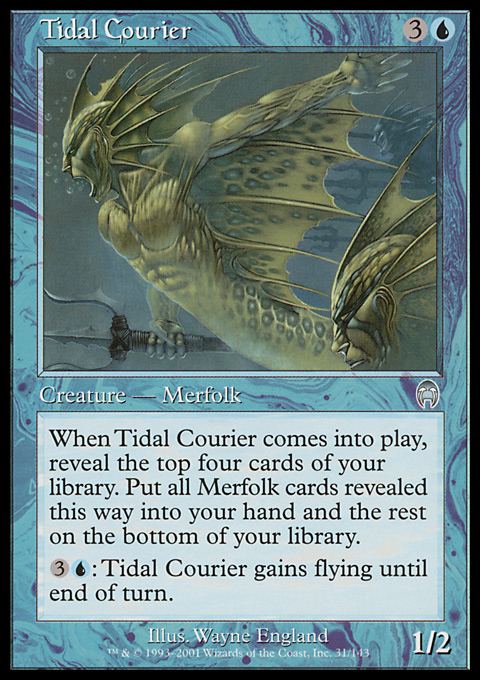 Tidal Courier 3
Creature — Merfolk
When Tidal Courier comes into play,
reveal the top four cards of your
library. Put all Merfolk cards revealed
this way into your hand and the rest
on the bottom of your library.
3 : Tidal Courier gains flying until
end of turn.
Illus. Wayne England
™ & © 1993-2001 Wizards of the Coast, Inc. 31/143
1/2